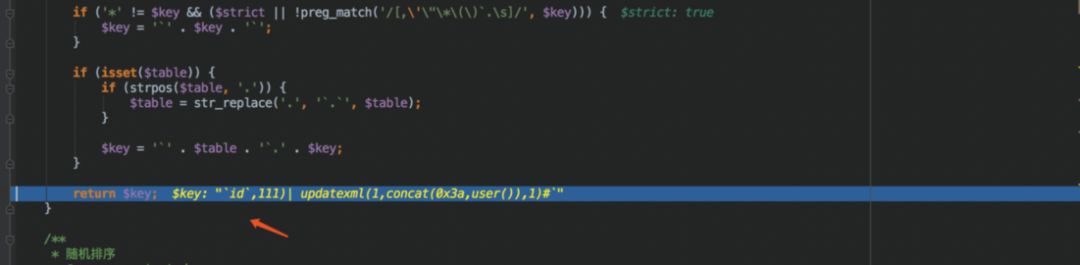 if ('*' != $key && ($strict || !preg_match('/[,\'\"\*\(\)`.\s]/', $key))) {  $strict: true
$key = '`' . $key . '`';
}
if (isset($table)) {
if (strpos($table, '.')) {
$table = str_replace('.', '`.`', $table);
}
$key = '`' . $table . '`.' . $key;
}
return $key;  $key: "`id`,111)| updatexml(1,concat(0x3a,user()),1)#`"
}
/**
* 随机排序